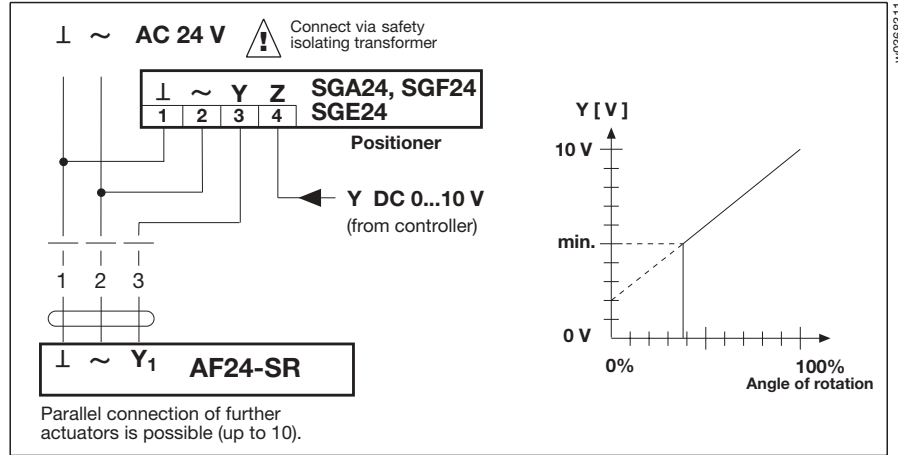 ⊥ ~ AC 24 V
Connect via safety
isolating transformer
⊥ ~ Y Z
1 2 3 4
SGA24, SGF24
SGE24
Positioner
Y DC 0...10 V
(from controller)
1 2 3
⊥ ~ Y₁ AF24-SR
Parallel connection of further
actuators is possible (up to 10).
Y [ V ]
10 V
min.
0 V
0% 100%
Angle of rotation